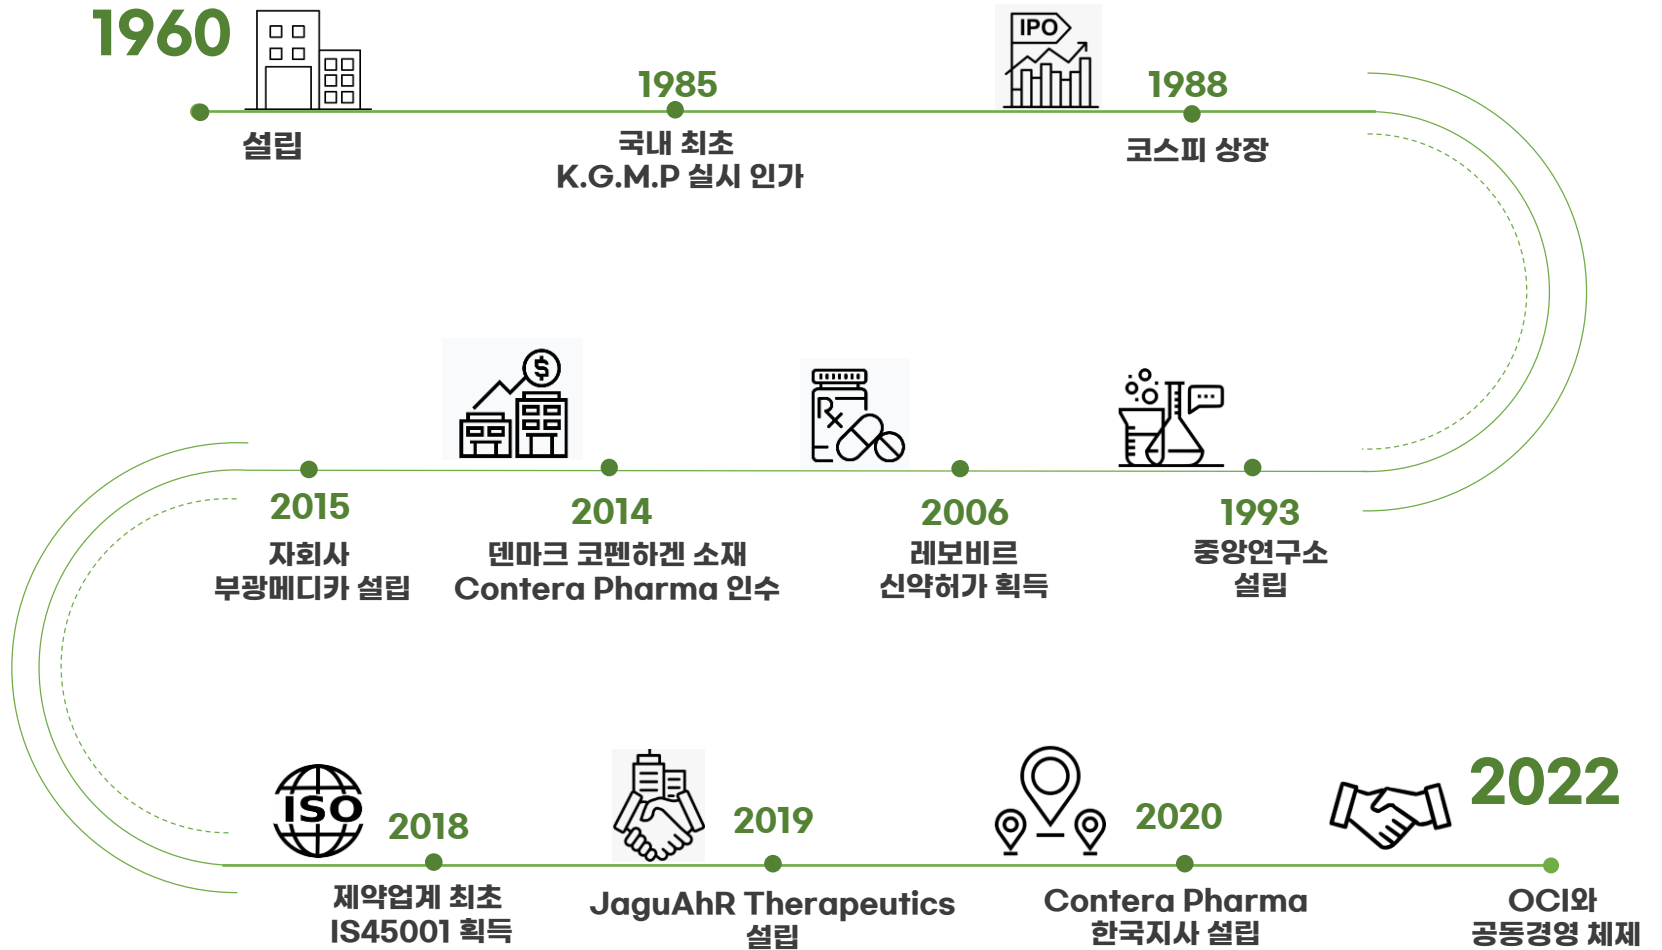 1960
설립
1985
국내 최초
K.G.M.P 실시 인가
IPO
1988
코스피 상장
1993
중앙연구소
설립
Rx
2006
레보비르
신약허가 획득
$
2014
덴마크 코펜하겐 소재
Contera Pharma 인수
2015
자회사
부광메디카 설립
ISO
2018
제약업계 최초
IS45001 획득
2019
JaguAhR Therapeutics
설립
2020
Contera Pharma
한국지사 설립
2022
OCI와
공동경영 체제